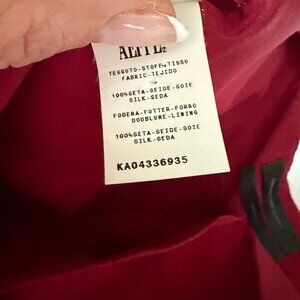 TESSUTO-STOFF-TISSU
FABRIC-TEJIDO
100%SETA-SEIDE-SOIE
SILK-SEDA
FODERA-FUTTER-FORRO
DOUBLURE-LINING
100%SETA-SEIDE-SOIE
SILK-SEDA
KA04336935